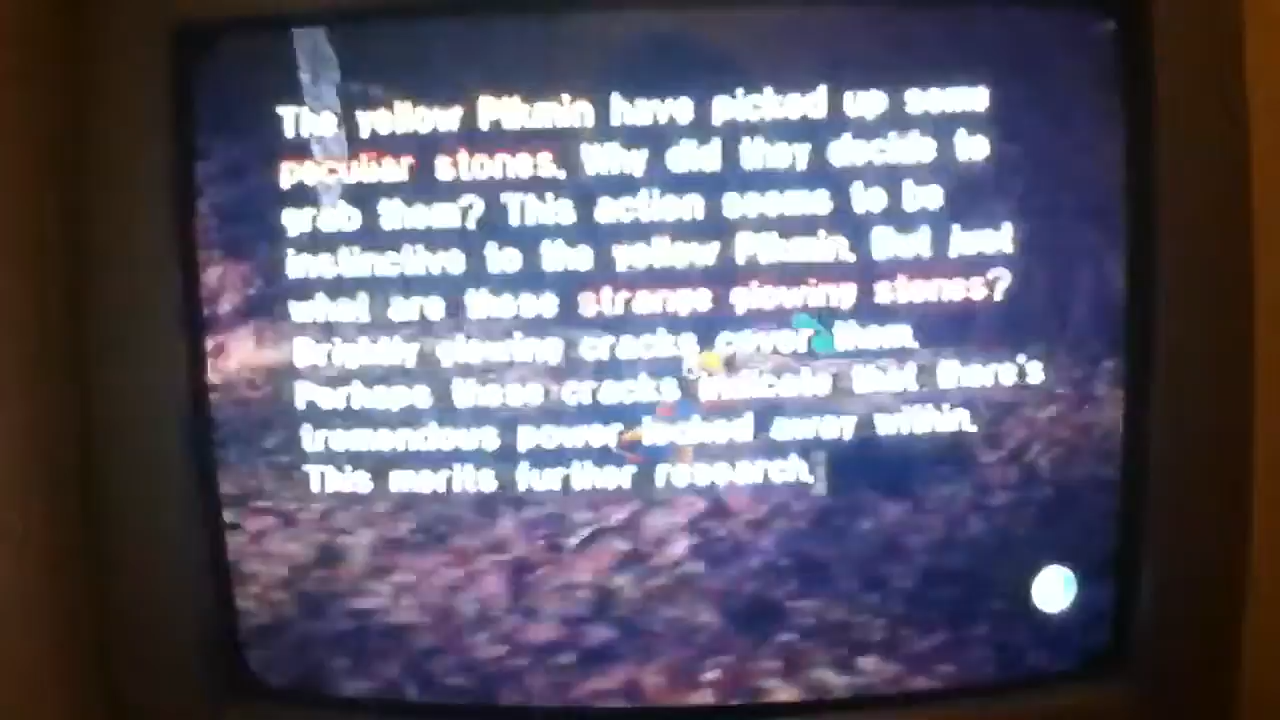 The yellow Pikmin have picked up some
peculiar stones. Why did they decide to
grab them? This action seems to be
instinctive to the yellow Pikmin. But just
what are these strange glowing stones?
Brightly glowing cracks cover them.
Perhaps these cracks indicate that there's
tremendous power locked away within.
This merits further research.